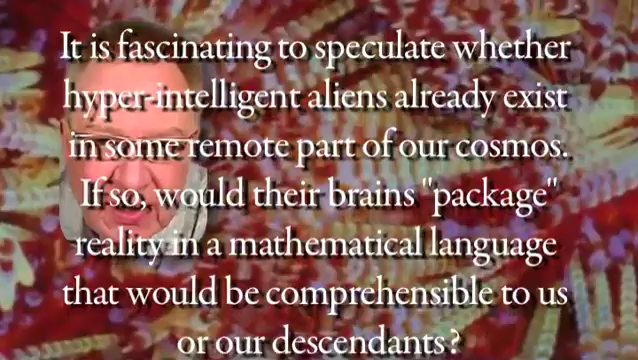 It is fascinating to speculate whether
hyper-intelligent aliens already exist
in some remote part of our cosmos.
If so, would their brains "package"
reality in a mathematical language
that would be comprehensible to us
or our descendants?